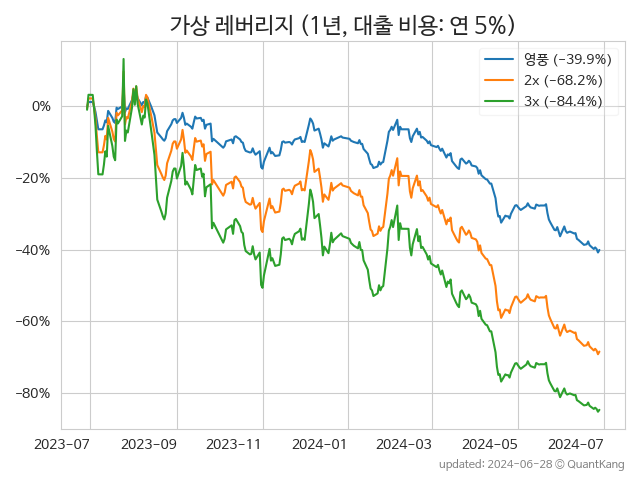 가상 레버리지 (1년, 대출 비용: 연 5%)
영풍 (−39.9%)
2x (−68.2%)
3x (−84.4%)
0%
−20%
−40%
−60%
−80%
2023-07 2023-09 2023-11 2024-01 2024-03 2024-05 2024-07
updated: 2024-06-28 © QuantKang